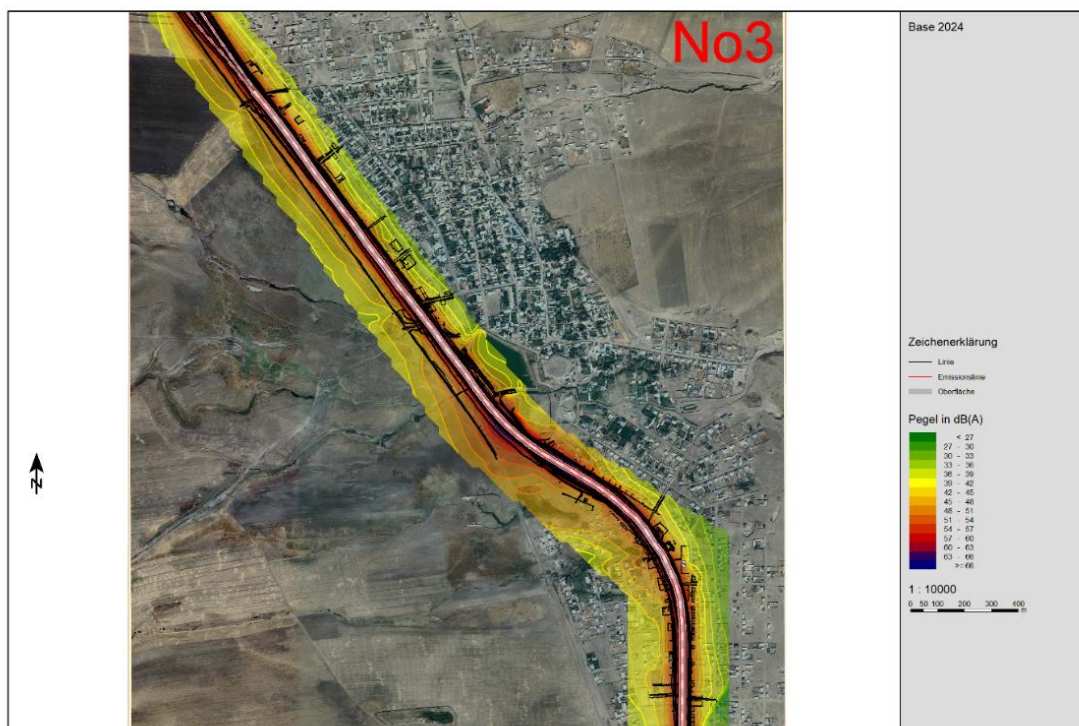 No3
Base 2024
Zeichenerklärung
Linie
Emissionslinie
Oberfläche
Pegel in dB(A)
< 27
27 - 30
30 - 33
33 - 36
36 - 39
39 - 42
42 - 45
45 - 48
48 - 51
51 - 54
54 - 57
57 - 60
60 - 63
63 - 66
>= 66
1 : 10000
0 50 100 200 300 400
m
N